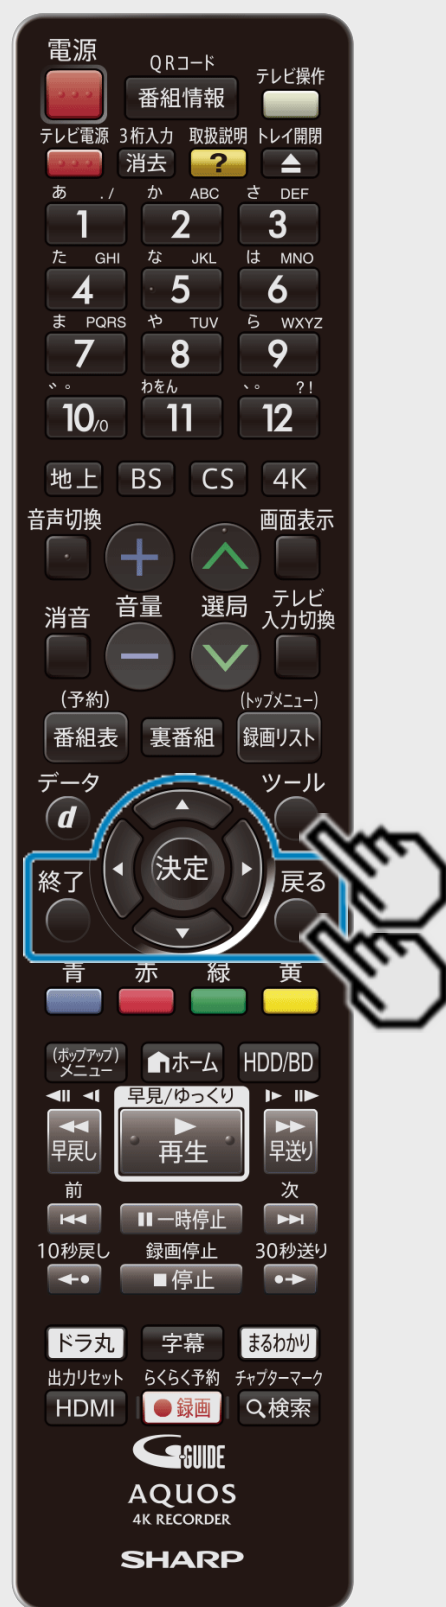 電源
QRコード
テレビ操作
番組情報
テレビ電源 3桁入力 取扱説明 トレイ開閉
消去 ?
あ ./ か ABC さ DEF
1 2 3
た GHI な JKL は MNO
4 5 6
ま PQRS や TUV ら WXYZ
7 8 9
゛゜ わをん 、。 ?!
10/0 11 12
地上 BS CS 4K
音声切換 画面表示
+
消音 音量 選局 テレビ
入力切換
−
(予約) (トップメニュー)
番組表 裏番組 録画リスト
データ ツール
d
決定
終了 戻る
青 赤 緑 黄
(ポップアップ)
メニュー ホーム HDD/BD
早見/ゆっくり
早戻し 再生 早送り
前 次
一時停止
10秒戻し 録画停止 30秒送り
停止
ドラ丸 字幕 まるわかり
出力リセット らくらく予約 チャプターマーク
HDMI 録画 検索
G-GUIDE
AQUOS
4K RECORDER
SHARP